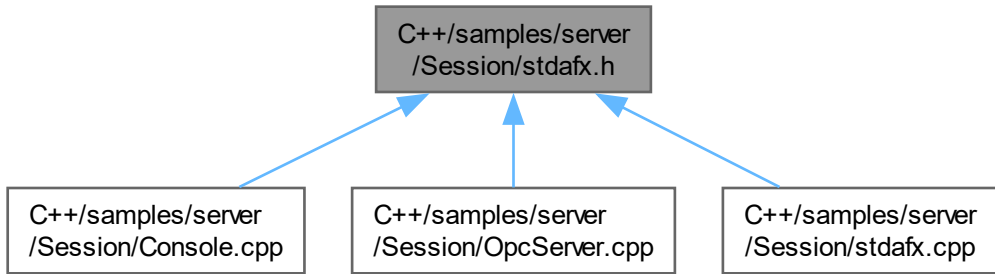 C++/samples/server
/Session/stdafx.h
C++/samples/server
/Session/Console.cpp
C++/samples/server
/Session/OpcServer.cpp
C++/samples/server
/Session/stdafx.cpp